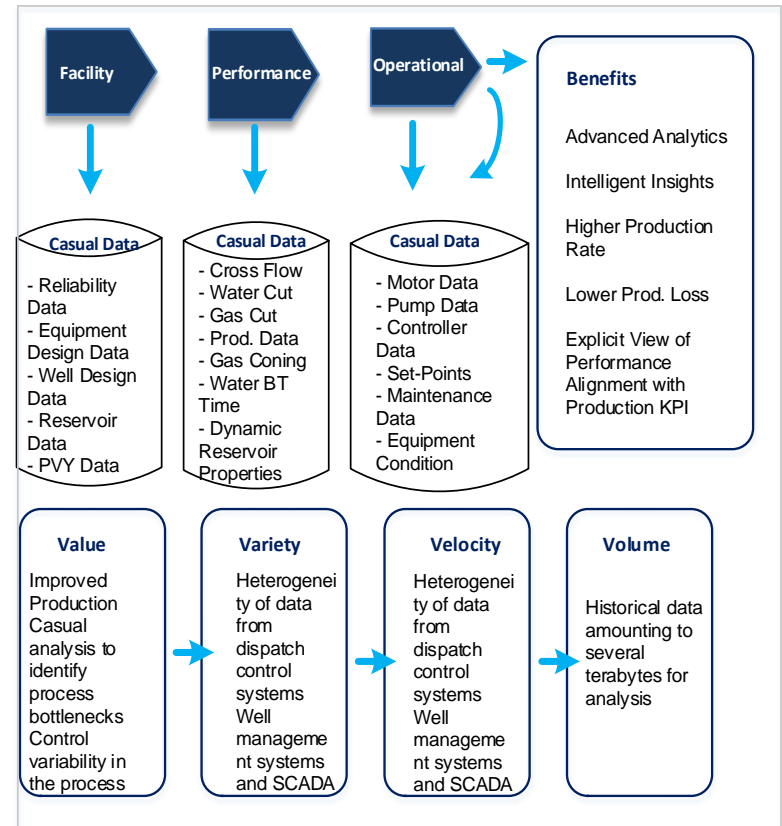 Facility
Performance
Operational
Benefits
Advanced Analytics
Intelligent Insights
Higher Production
Rate
Lower Prod. Loss
Explicit View of
Performance
Alignment with
Production KPI
Casual Data
- Reliability
Data
- Equipment
Design Data
- Well Design
Data
- Reservoir
Data
- PVY Data
Casual Data
- Cross Flow
- Water Cut
- Gas Cut
- Prod. Data
- Gas Coning
- Water BT
Time
- Dynamic
Reservoir
Properties
Casual Data
- Motor Data
- Pump Data
- Controller
Data
- Set-Points
- Maintenance
Data
- Equipment
Condition
Value
Improved
Production
Casual
analysis to
identify
process
bottlenecks
Control
variability in
the process
Variety
Heterogenei
ty of data
from
dispatch
control
systems
Well
manageme
nt systems
and SCADA
Velocity
Heterogenei
ty of data
from
dispatch
control
systems
Well
manageme
nt systems
and SCADA
Volume
Historical data
amounting to
several
terabytes for
analysis